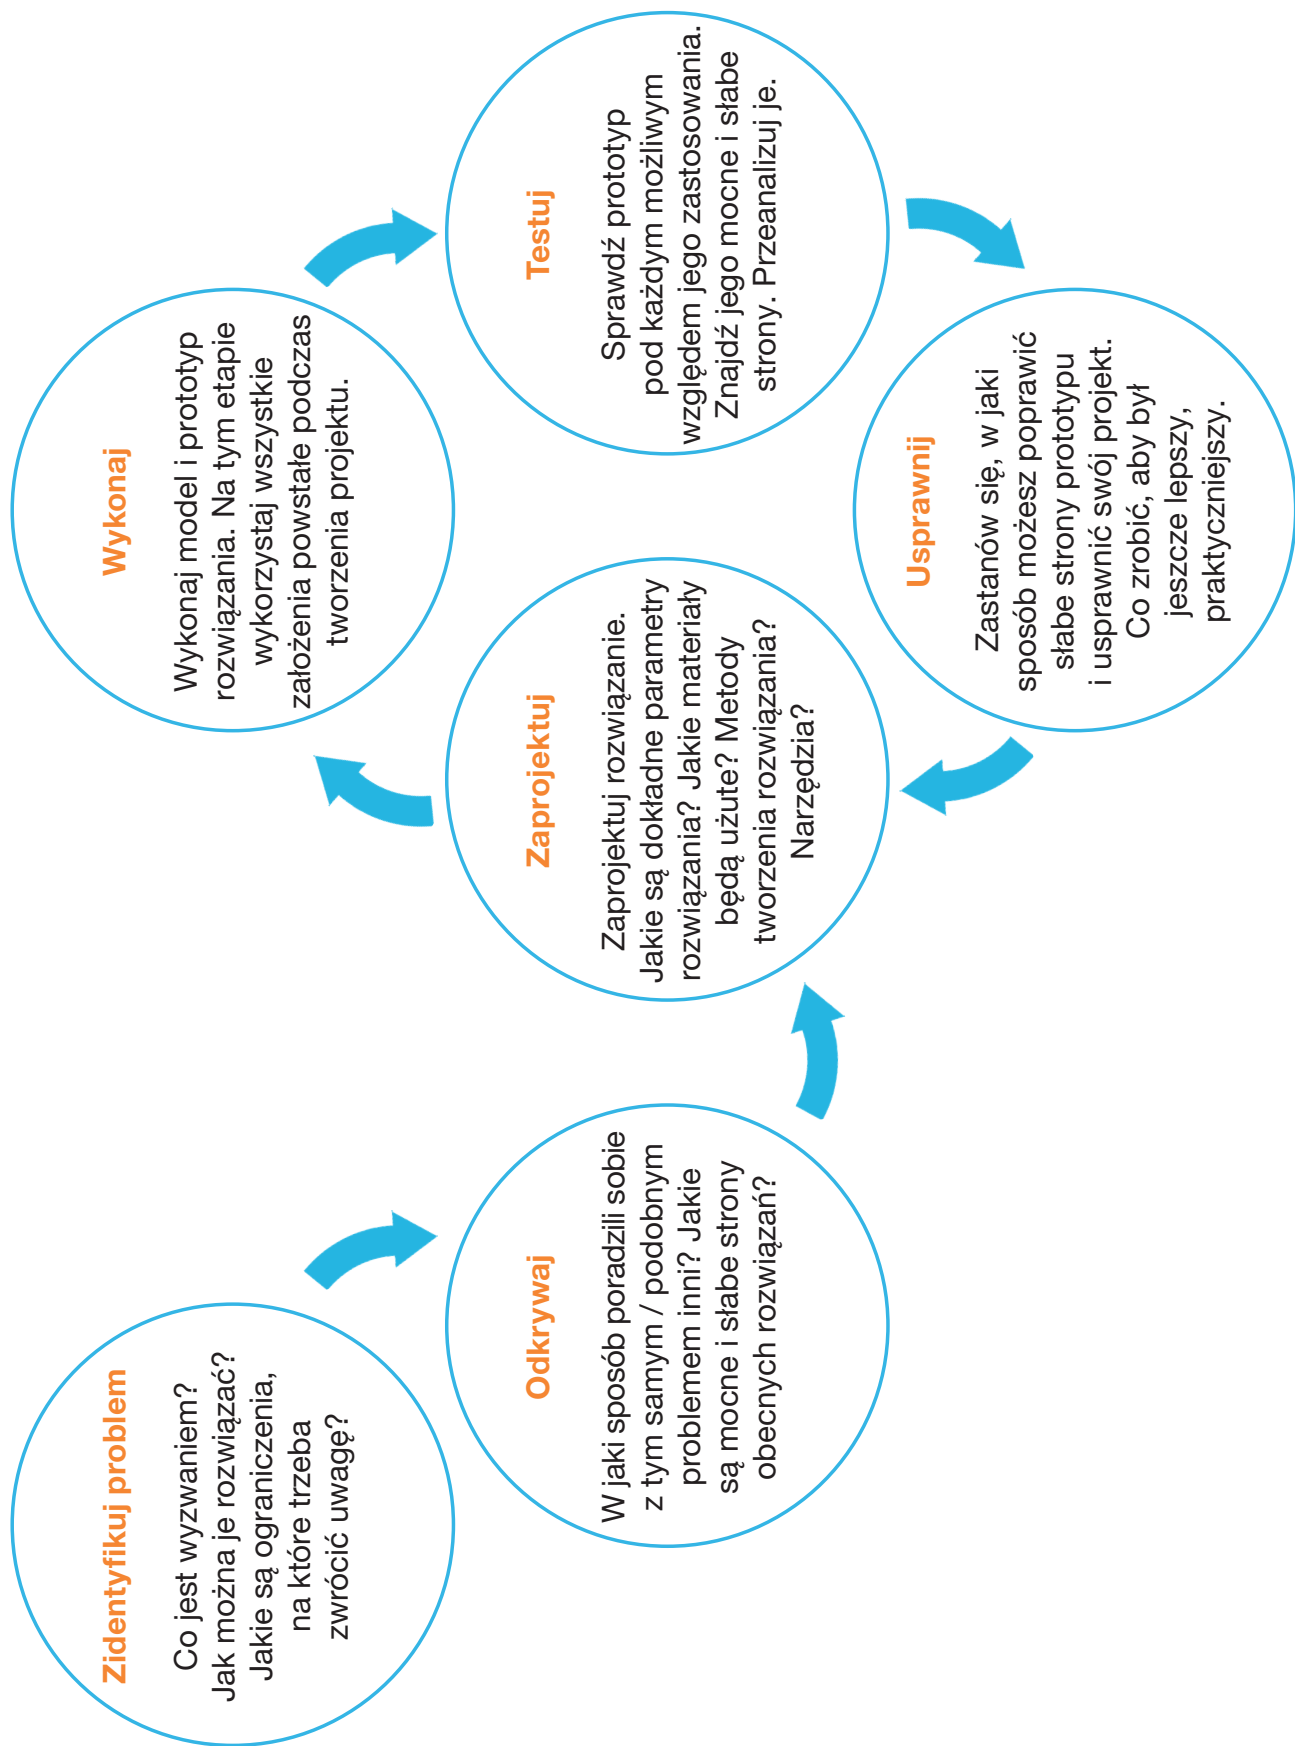 Zidentyfikuj problem
Co jest wyzwaniem?
Jak można je rozwiązać?
Jakie są ograniczenia,
na które trzeba
zwrócić uwagę?
Odkrywaj
W jaki sposób poradzili sobie
z tym samym / podobnym
problemem inni? Jakie
są mocne i słabe strony
obecnych rozwiązań?
Zaprojektuj
Zaprojektuj rozwiązanie.
Jakie są dokładne parametry
rozwiązania? Jakie materiały
będą użute? Metody
tworzenia rozwiązania?
Narzędzia?
Wykonaj
Wykonaj model i prototyp
rozwiązania. Na tym etapie
wykorzystaj wszystkie
założenia powstałe podczas
tworzenia projektu.
Testuj
Sprawdź prototyp
pod każdym możliwym
względem jego zastosowania.
Znajdź jego mocne i słabe
strony. Przeanalizuj je.
Usprawnij
Zastanów się, w jaki
sposób możesz poprawić
słabe strony prototypu
i usprawnić swój projekt.
Co zrobić, aby był
jeszcze lepszy,
praktyczniejszy.